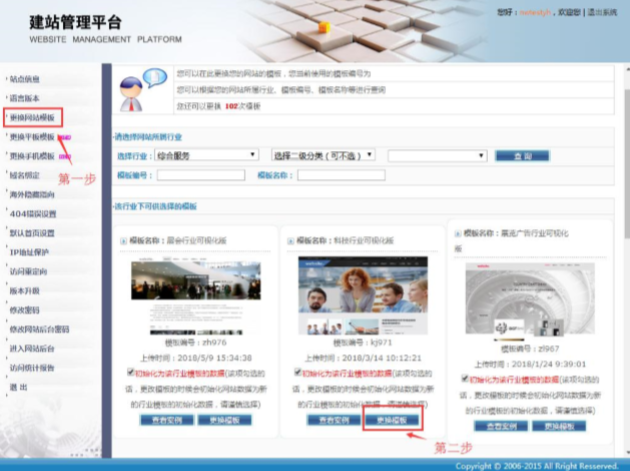 建站管理平台
WEBSITE MANAGEMENT PLATFORM
您好：，欢迎您 | 退出系统
站点信息
语言版本
更换网站模板
更换平板模板
更换手机模板
域名绑定
海外隐藏指向
404错误设置
默认首页设置
IP地址保护
访问重定向
版本升级
修改密码
修改网站后台密码
进入网站后台
访问统计报告
退 出
第一步
您可以在此更换您的网站的模板，您当前使用的模板编号为
您可以根据您的网站所属行业、模板编号、模板名称等进行查询
您还可以更换 102次模板
请选择网站所属行业
选择行业：综合服务 选择二级分类（可不选） 查 询
模板编号： 模板名称：
该行业下可供选择的模板
模板名称：展会行业可视化版
模板编号：zh976
上传时间：2018/5/9 15:34:38
初始化为该行业模板的数据(该项勾选的
话，更改模板的时候会初始化网站数据为新
的行业模板的初始化数据，请谨慎选择)
查看案例 更换模板
模板名称：科技行业可视化版
模板编号：kj971
上传时间：2018/3/14 10:12:21
初始化为该行业模板的数据(该项勾选的
话，更改模板的时候会初始化网站数据为新
的行业模板的初始化数据，请谨慎选择)
查看案例 更换模板
第二步
模板名称：展览广告行业可视化
版
模板编号：zl967
上传时间：2018/1/24 9:39:01
初始化为该行业模板的数据(该项勾选的
话，更改模板的时候会初始化网站数据为新
的行业模板的初始化数据，请谨慎选择)
查看案例 更换模板
Copyright © 2006-2015 All Rright Reserved.